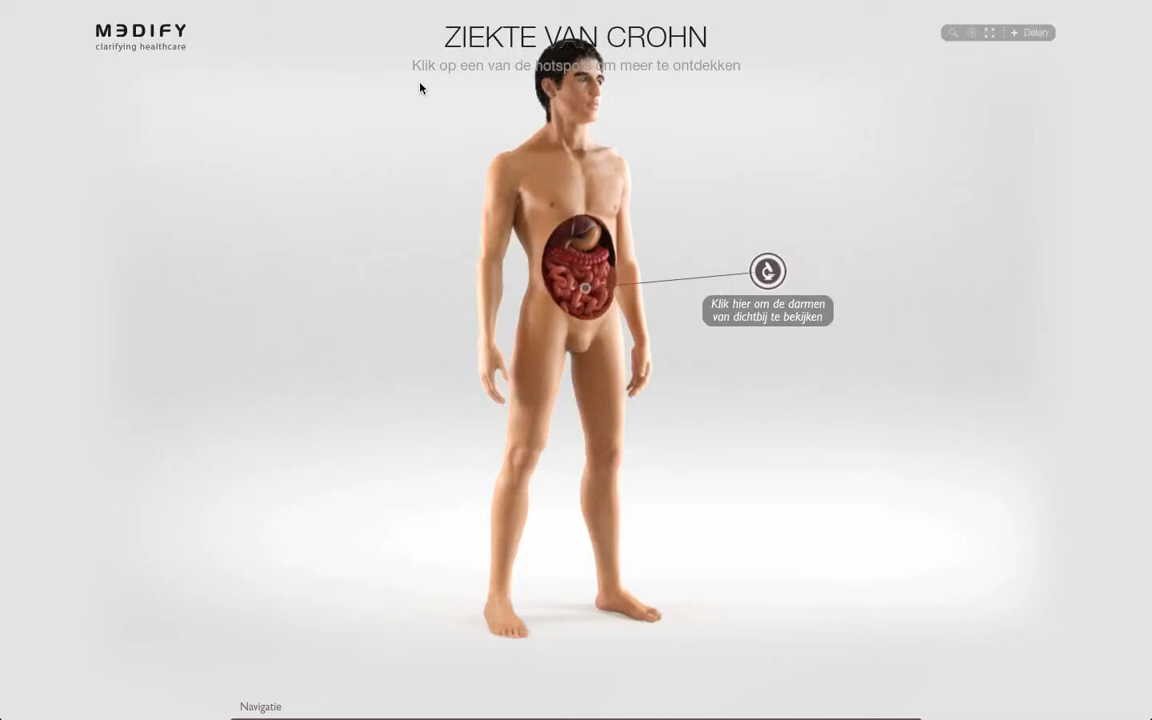 MEDIFY
clarifying healthcare
ZIEKTE VAN CROHN
Klik op een van de hotspots om meer te ontdekken
+ Delen
Klik hier om de darmen
van dichtbij te bekijken
Navigatie